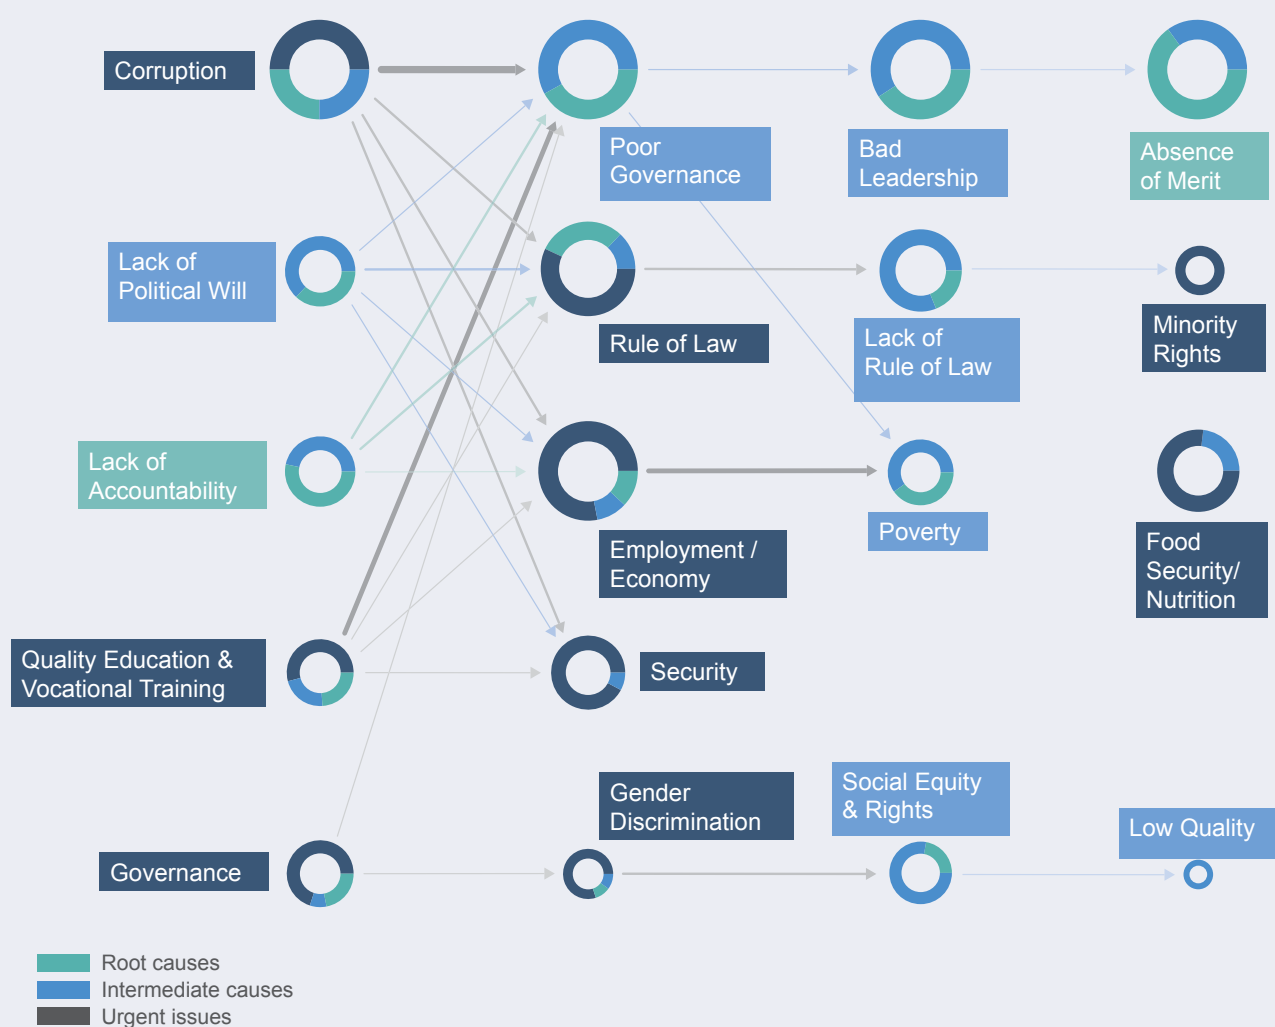 Corruption
Poor
Governance
Bad
Leadership
Absence
of Merit
Lack of
Political Will
Rule of Law
Lack of
Rule of Law
Minority
Rights
Lack of
Accountability
Employment /
Economy
Poverty
Food
Security/
Nutrition
Quality Education &
Vocational Training
Security
Gender
Discrimination
Social Equity
& Rights
Low Quality
Governance
Root causes
Intermediate causes
Urgent issues